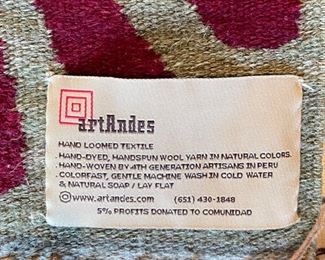 artAndes
HAND LOOMED TEXTILE
.HAND-DYED, HANDSPUN WOOL YARN IN NATURAL COLORS.
.HAND-WOVEN BY 4TH GENERATION ARTISANS IN PERU
.COLORFAST, GENTLE MACHINE WASH IN COLD WATER
& NATURAL SOAP / LAY FLAT
www.artandes.com (651) 430-1848
5% PROFITS DONATED TO COMUNIDAD